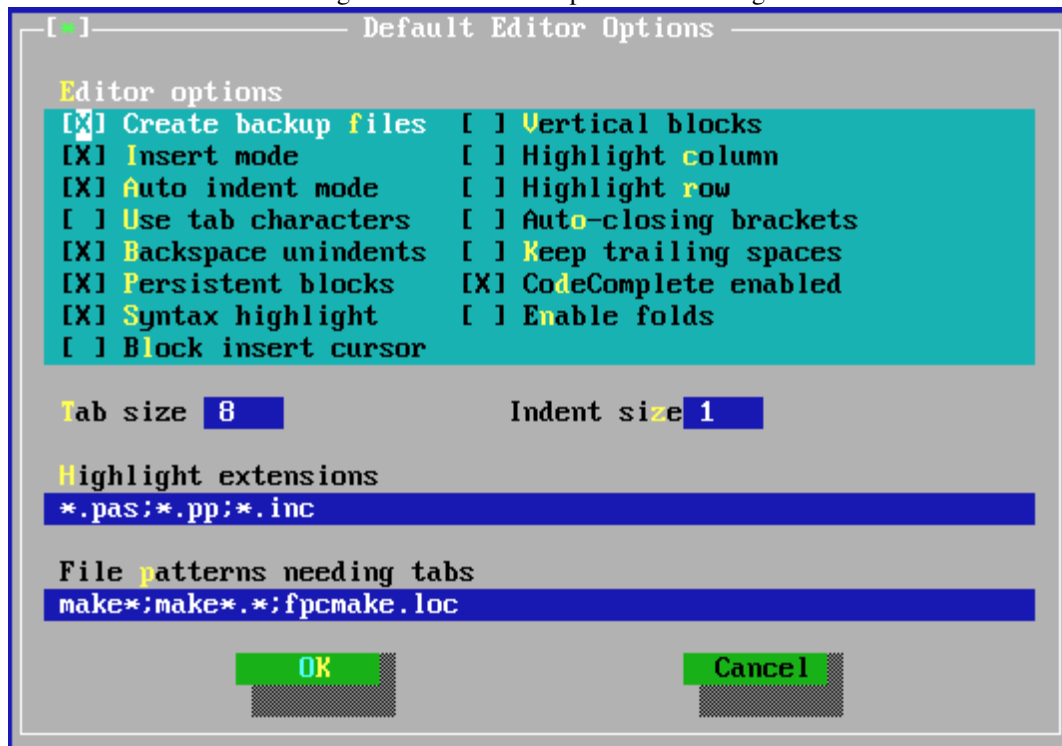 [*] Default Editor Options
Editor options
[X] Create backup files [ ] Vertical blocks
[X] Insert mode [ ] Highlight column
[X] Auto indent mode [ ] Highlight row
[ ] Use tab characters [ ] Auto-closing brackets
[X] Backspace unindents [ ] Keep trailing spaces
[X] Persistent blocks [X] CodeComplete enabled
[X] Syntax highlight [ ] Enable folds
[ ] Block insert cursor
Tab size 8 Indent size 1
Highlight extensions
*.pas;*.pp;*.inc
File patterns needing tabs
make*;make*.*;fpcmake.loc
OK Cancel